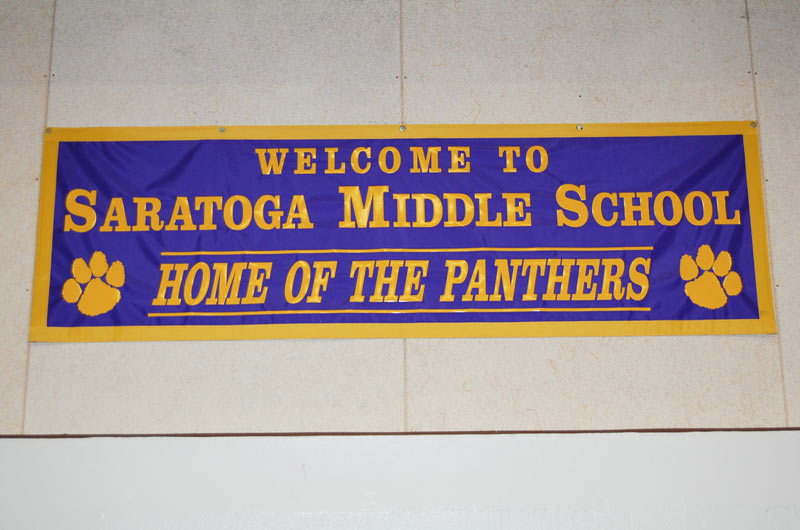 WELCOME TO
SARATOGA MIDDLE SCHOOL
HOME OF THE PANTHERS